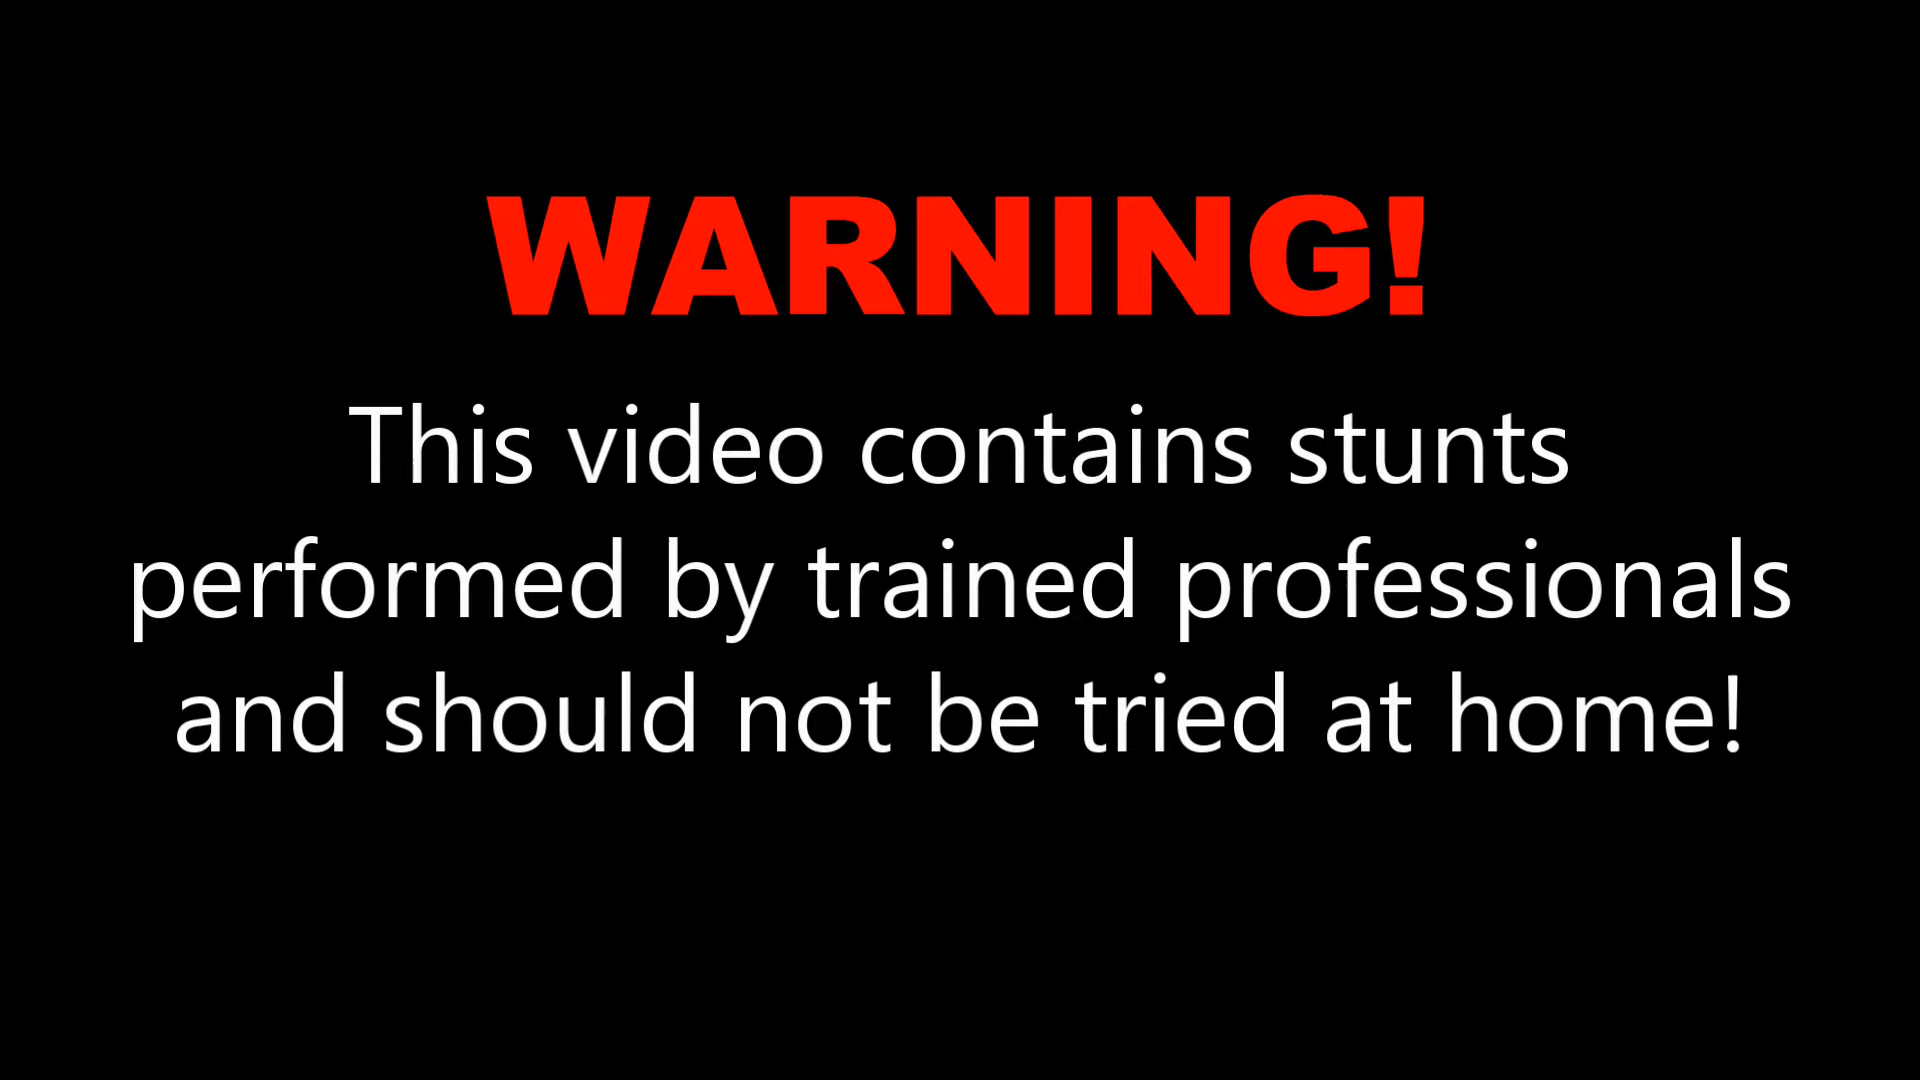 WARNING!
This video contains stunts
performed by trained professionals
and should not be tried at home!